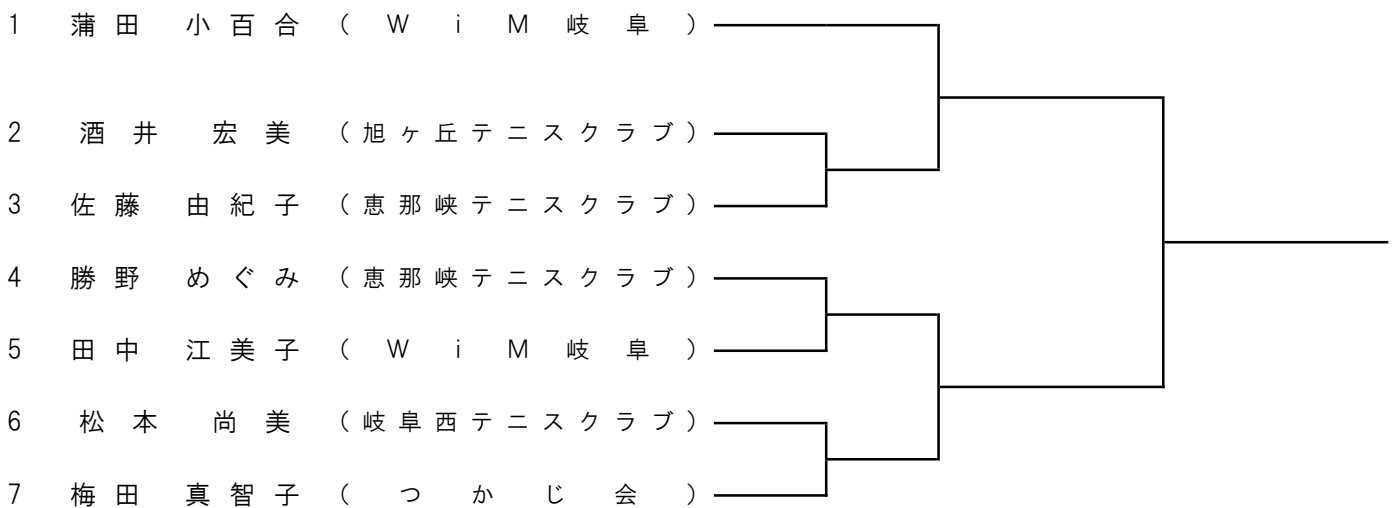 1 蒲田 小百合 (WiM岐阜)
2 酒井 宏美 (旭ヶ丘テニスクラブ)
3 佐藤 由紀子 (恵那峡テニスクラブ)
4 勝野 めぐみ (恵那峡テニスクラブ)
5 田中 江美子 (WiM岐阜)
6 松本 尚美 (岐阜西テニスクラブ)
7 梅田 真智子 (つかじ会)